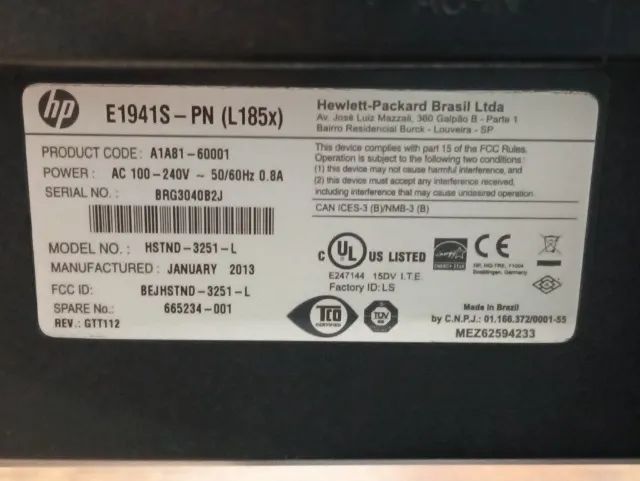 hp
E1941S-PN (L185x)
PRODUCT CODE: A1A81-60001
POWER: AC 100-240V ~ 50/60Hz 0.8A
SERIAL NO.: BRG3040B2J
MODEL NO.: HSTND-3251-L
MANUFACTURED: JANUARY 2013
FCC ID: BEJHSTND-3251-L
SPARE No.: 665234-001
REV.: GTT112
Hewlett-Packard Brasil Ltda
Av. José Luiz Mazzali, 360 Galpão B - Parte 1
Bairro Residencial Burck - Louveira - SP
This device complies with part 15 of the FCC Rules.
Operation is subject to the following two conditions:
(1) this device may not cause harmful interference, and
(2) this device must accept any interference received,
including interference that may cause undesired operation.
CAN ICES-3 (B)/NMB-3 (B)
C UL US LISTED
E247144 15DV I.T.E.
Factory ID: LS
CE
TCO
CERTIFIED
TÜV
Made in Brazil
by C.N.P.J.: 01.166.372/0001-55
MEZ62594233